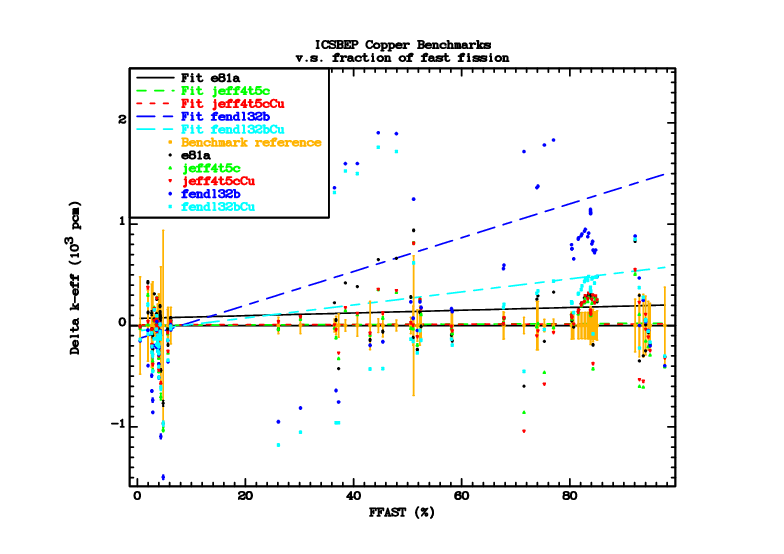 ICSBEP Copper Benchmarks
v.s. fraction of fast fission
Fit e81a
Fit jeff4t5c
Fit jeff4t5cCu
Fit fendl32b
Fit fendl32bCu
Benchmark reference
e81a
jeff4t5c
jeff4t5cCu
fendl32b
fendl32bCu
Delta k-eff (10³ pcm)
2
1
0
-1
0
20
40
60
80
FFAST (%)